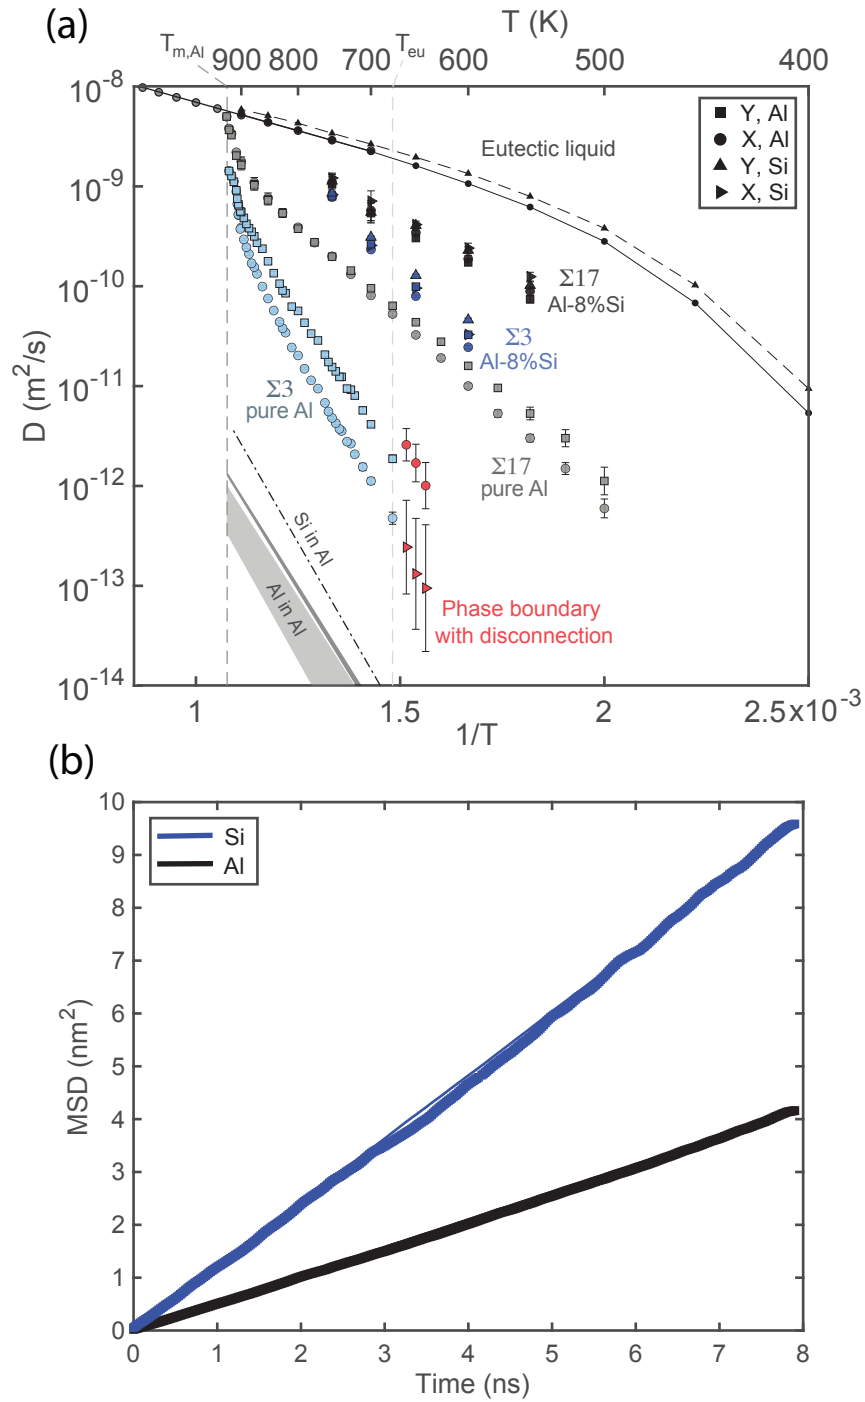 (a)
T (K)
T_m,Al
T_eu
900 800 700 600 500 400
10^-8
10^-9
10^-10
10^-11
10^-12
10^-13
10^-14
D (m²/s)
Y, Al
X, Al
Y, Si
X, Si
Eutectic liquid
Σ17
Al-8%Si
Σ3
Al-8%Si
Σ3
pure Al
Σ17
pure Al
Si in Al
Al in Al
Phase boundary
with disconnection
1 1.5 2 2.5x10^-3
1/T
(b)
10
9
8
7
6
5
4
3
2
1
0
MSD (nm²)
Si
Al
0 1 2 3 4 5 6 7 8
Time (ns)